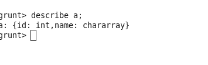 grunt> describe a;
a: {id: int,name: chararray}
grunt>